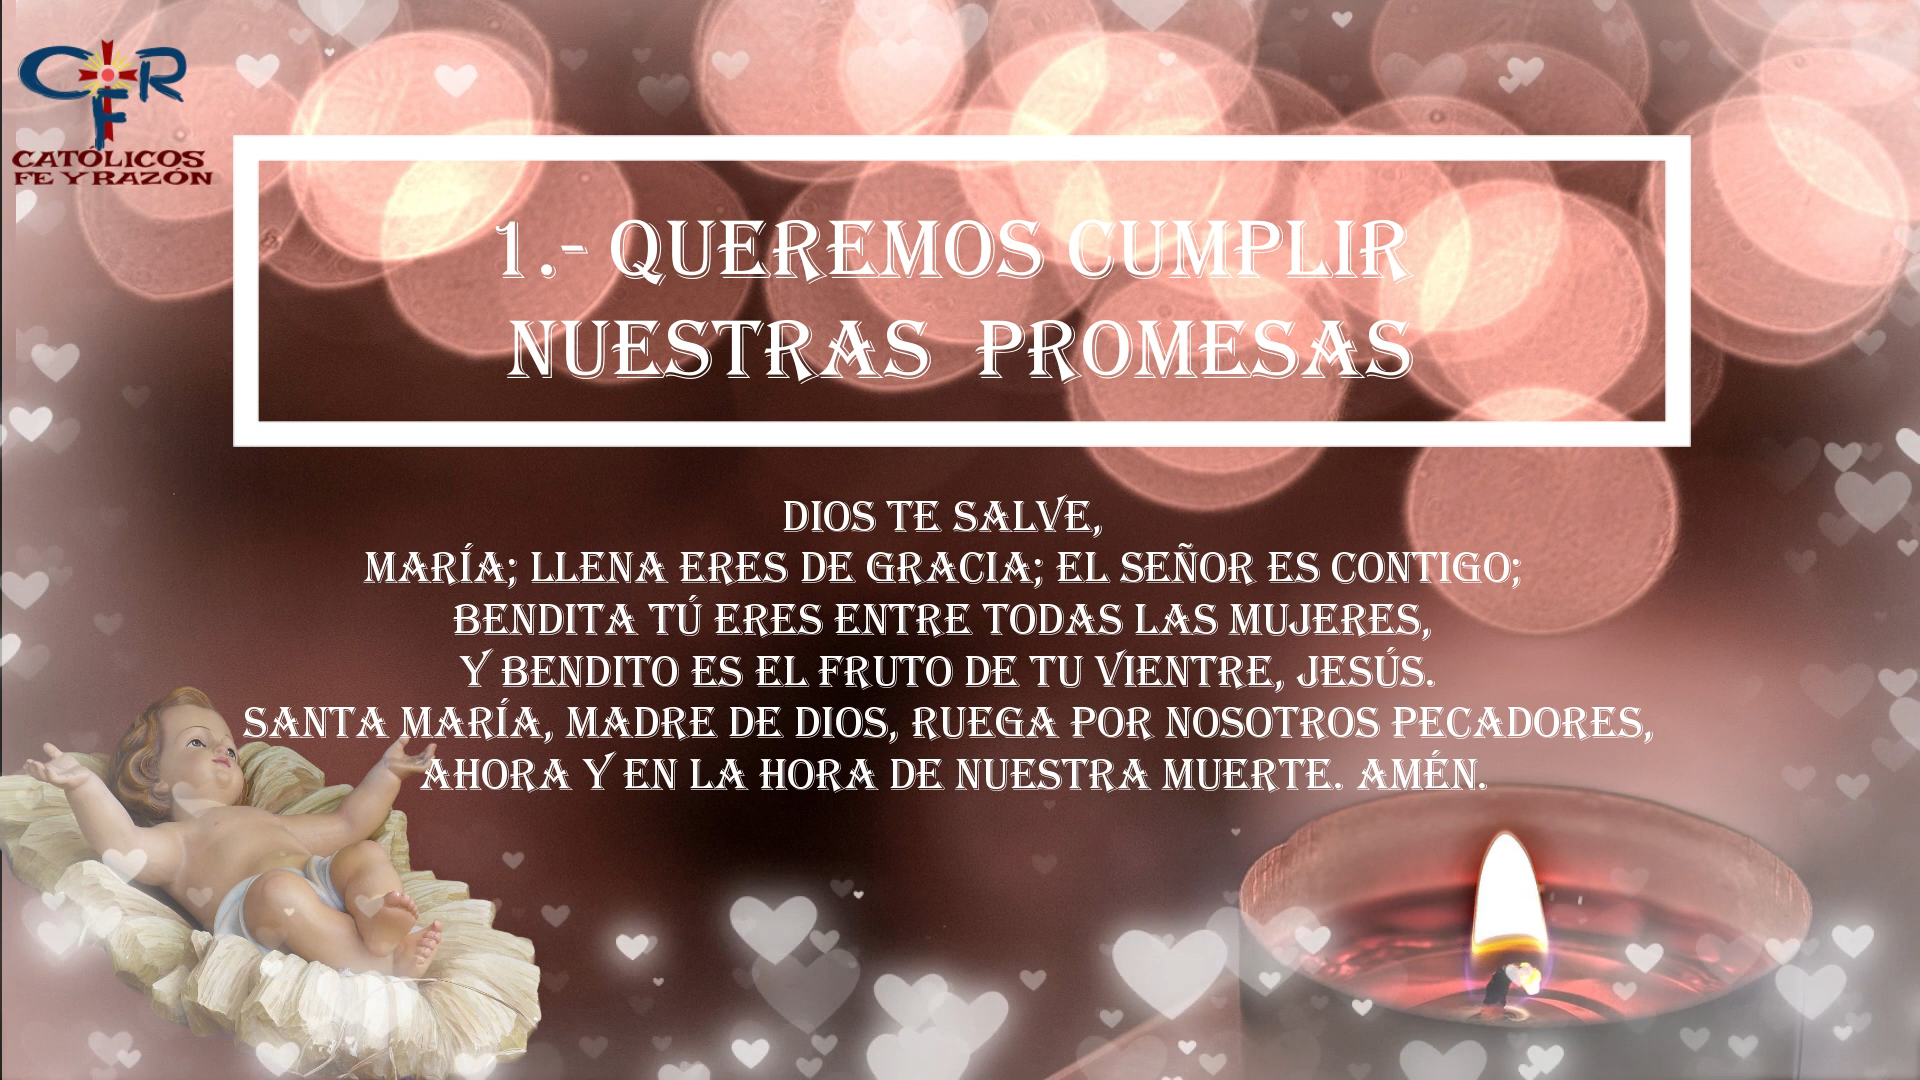 CFR
CATÓLICOS
FE Y RAZÓN
1.- QUEREMOS CUMPLIR
NUESTRAS PROMESAS
DIOS TE SALVE,
MARÍA; LLENA ERES DE GRACIA; EL SEÑOR ES CONTIGO;
BENDITA TÚ ERES ENTRE TODAS LAS MUJERES,
Y BENDITO ES EL FRUTO DE TU VIENTRE, JESÚS.
SANTA MARÍA, MADRE DE DIOS, RUEGA POR NOSOTROS PECADORES,
AHORA Y EN LA HORA DE NUESTRA MUERTE. AMÉN.